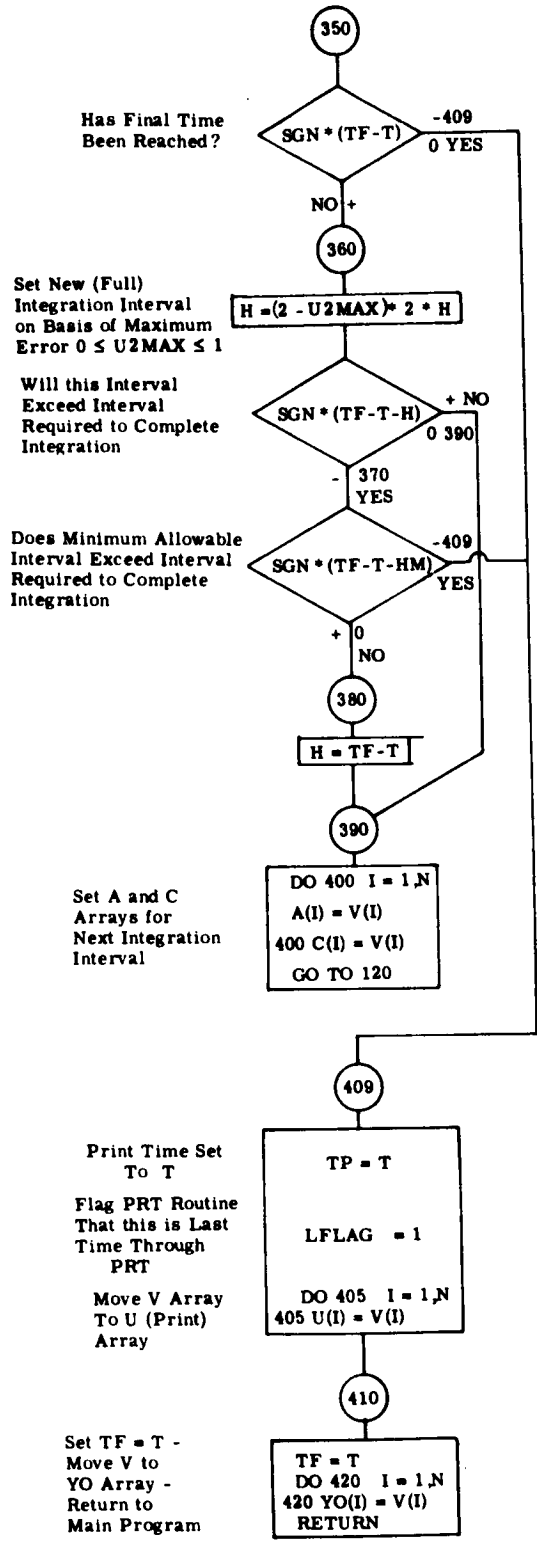 350
Has Final Time
Been Reached?
SGN * (TF-T)
-409
0 YES
NO +
360
Set New (Full)
Integration Interval
on Basis of Maximum
Error 0 ≤ U2MAX ≤ 1
H =(2 - U2MAX)* 2 * H
Will this Interval
Exceed Interval
Required to Complete
Integration
SGN * (TF-T-H)
+ NO
0 390
- 370
YES
Does Minimum Allowable
Interval Exceed Interval
Required to Complete
Integration
SGN * (TF-T-HM)
-409
YES
+ 0
NO
380
H = TF-T
390
Set A and C
Arrays for
Next Integration
Interval
DO 400 I = 1,N
A(I) = V(I)
400 C(I) = V(I)
GO TO 120
409
Print Time Set
To T
TP = T
Flag PRT Routine
That this is Last
Time Through
PRT
LFLAG = 1
Move V Array
To U (Print)
Array
DO 405 I = 1,N
405 U(I) = V(I)
410
Set TF = T -
Move V to
YO Array -
Return to
Main Program
TF = T
DO 420 I = 1,N
420 YO(I) = V(I)
RETURN